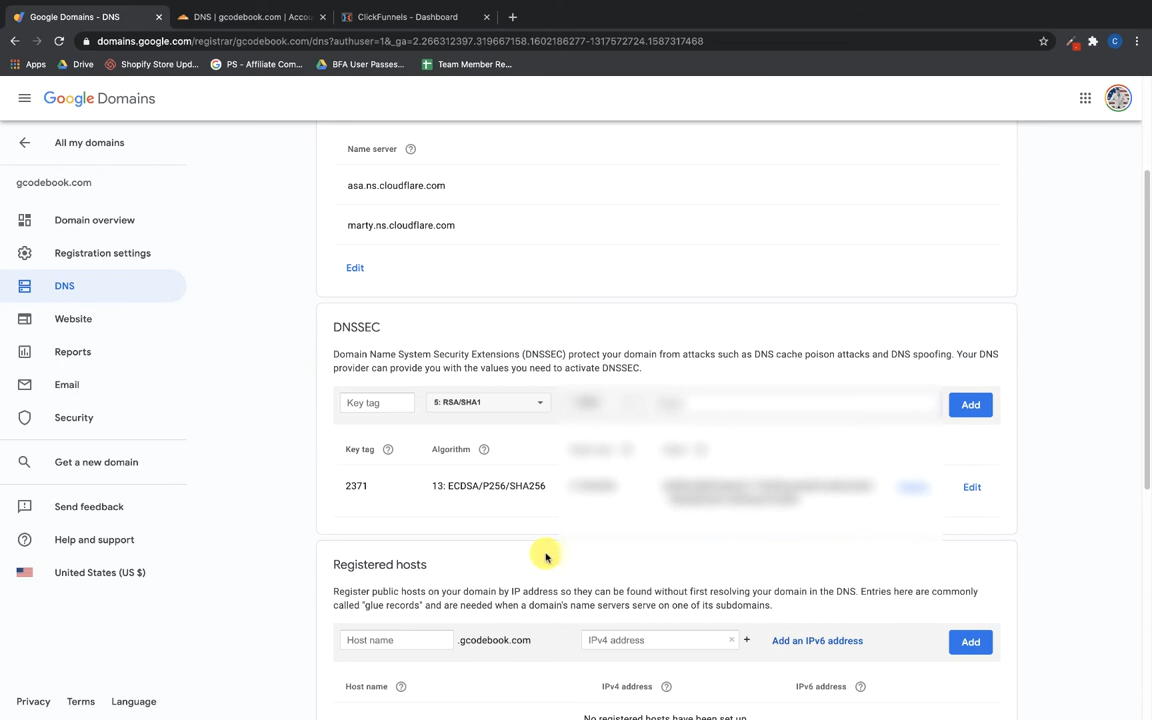 Google Domains - DNS
DNS | gcodebook.com | Accou
ClickFunnels - Dashboard
domains.google.com/registrar/gcodebook.com/dns?authuser=1&_ga=2.266312397.319667158.1602186277-1317572724.1587317468
Apps
Drive
Shopify Store Upd...
PS - Affiliate Com...
BFA User Passes...
Team Member Re...
Google Domains
All my domains
gcodebook.com
Domain overview
Registration settings
DNS
Website
Reports
Email
Security
Get a new domain
Send feedback
Help and support
United States (US $)
Privacy Terms Language
Name server
asa.ns.cloudflare.com
marty.ns.cloudflare.com
Edit
DNSSEC
Domain Name System Security Extensions (DNSSEC) protect your domain from attacks such as DNS cache poison attacks and DNS spoofing. Your DNS
provider can provide you with the values you need to activate DNSSEC.
Key tag 5: RSA/SHA1 Add
Key tag Algorithm
2371 13: ECDSA/P256/SHA256 Edit
Registered hosts
Register public hosts on your domain by IP address so they can be found without first resolving your domain in the DNS. Entries here are commonly
called "glue records" and are needed when a domain's name servers serve on one of its subdomains.
Host name .gcodebook.com IPv4 address × + Add an IPv6 address Add
Host name IPv4 address IPv6 address
No registered hosts have been set up